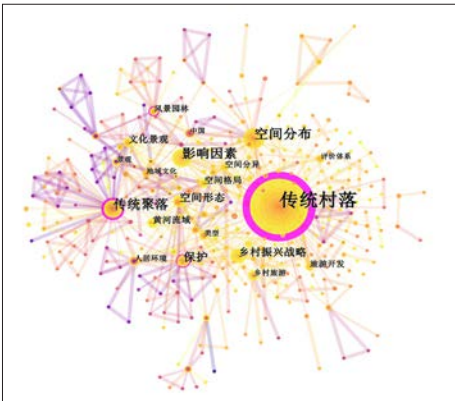 风景园林
中国
文化景观
空间分布
影响因素
空间分异
评价体系
景观
地域文化
空间格局
传统村落
传统聚落
空间形态
黄河流域
类型
乡村振兴战略
人居环境
保护
旅游开发
乡村旅游